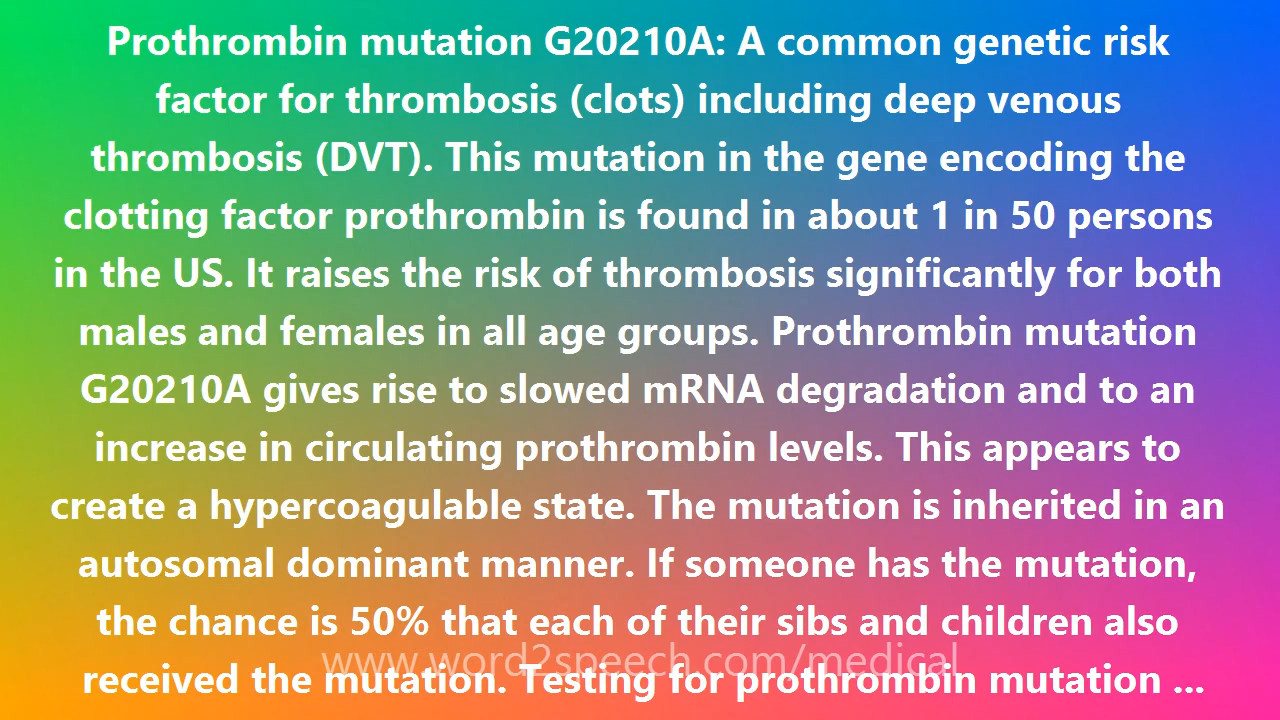 Prothrombin mutation G20210A: A common genetic risk
factor for thrombosis (clots) including deep venous
thrombosis (DVT). This mutation in the gene encoding the
clotting factor prothrombin is found in about 1 in 50 persons
in the US. It raises the risk of thrombosis significantly for both
males and females in all age groups. Prothrombin mutation
G20210A gives rise to slowed mRNA degradation and to an
increase in circulating prothrombin levels. This appears to
create a hypercoagulable state. The mutation is inherited in an
autosomal dominant manner. If someone has the mutation,
the chance is 50% that each of their sibs and children also
www.word2speech.com/medical
received the mutation. Testing for prothrombin mutation ...